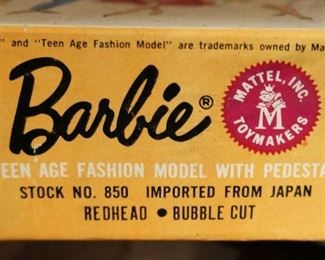 " and "Teen Age Fashion Model" are trademarks owned by Ma
Barbie®
MATTEL, INC.
M
TOYMAKERS
TEEN AGE FASHION MODEL WITH PEDESTA
STOCK NO. 850 IMPORTED FROM JAPAN
REDHEAD • BUBBLE CUT